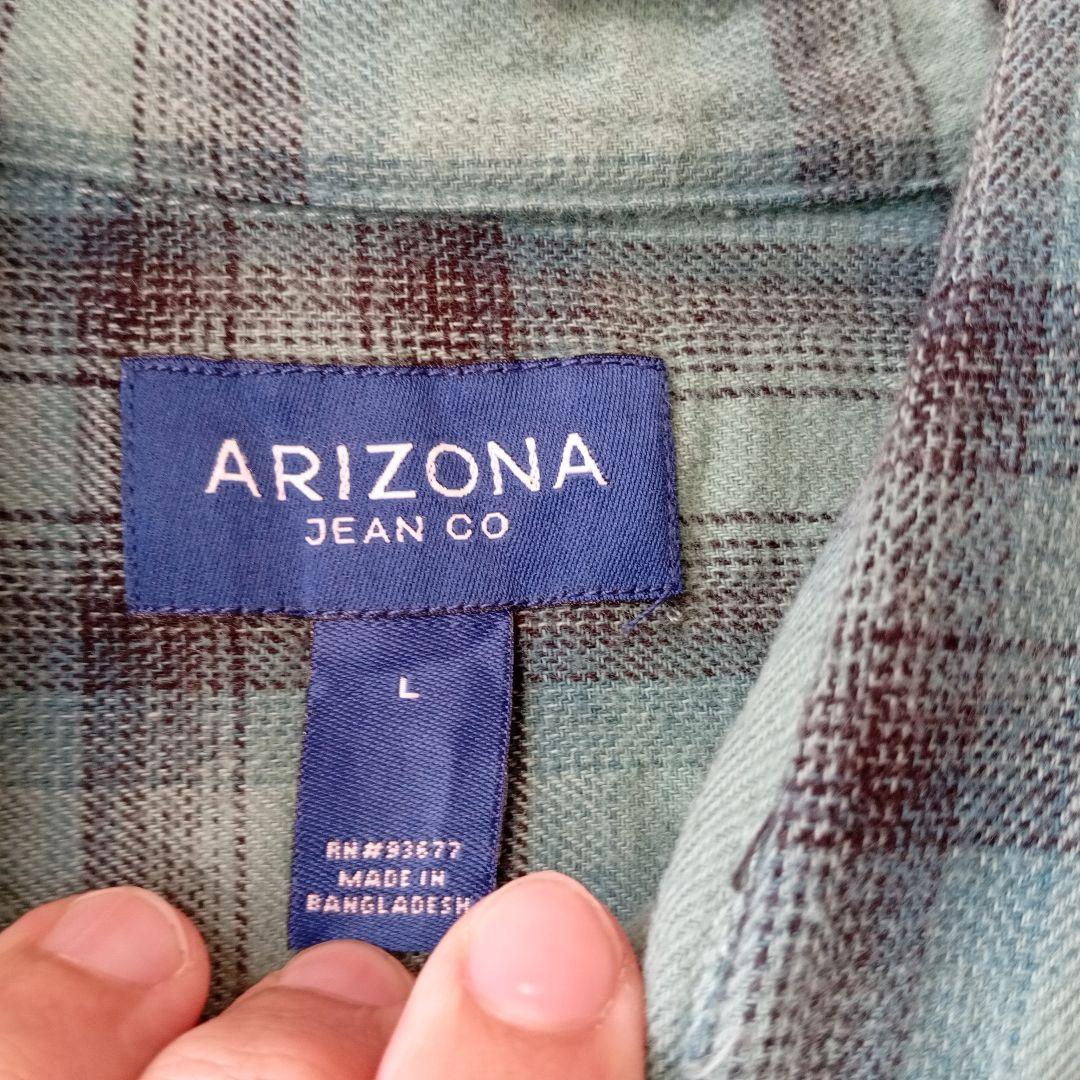 ARIZONA
JEAN CO
L
RN#93677
MADE IN
BANGLADESH